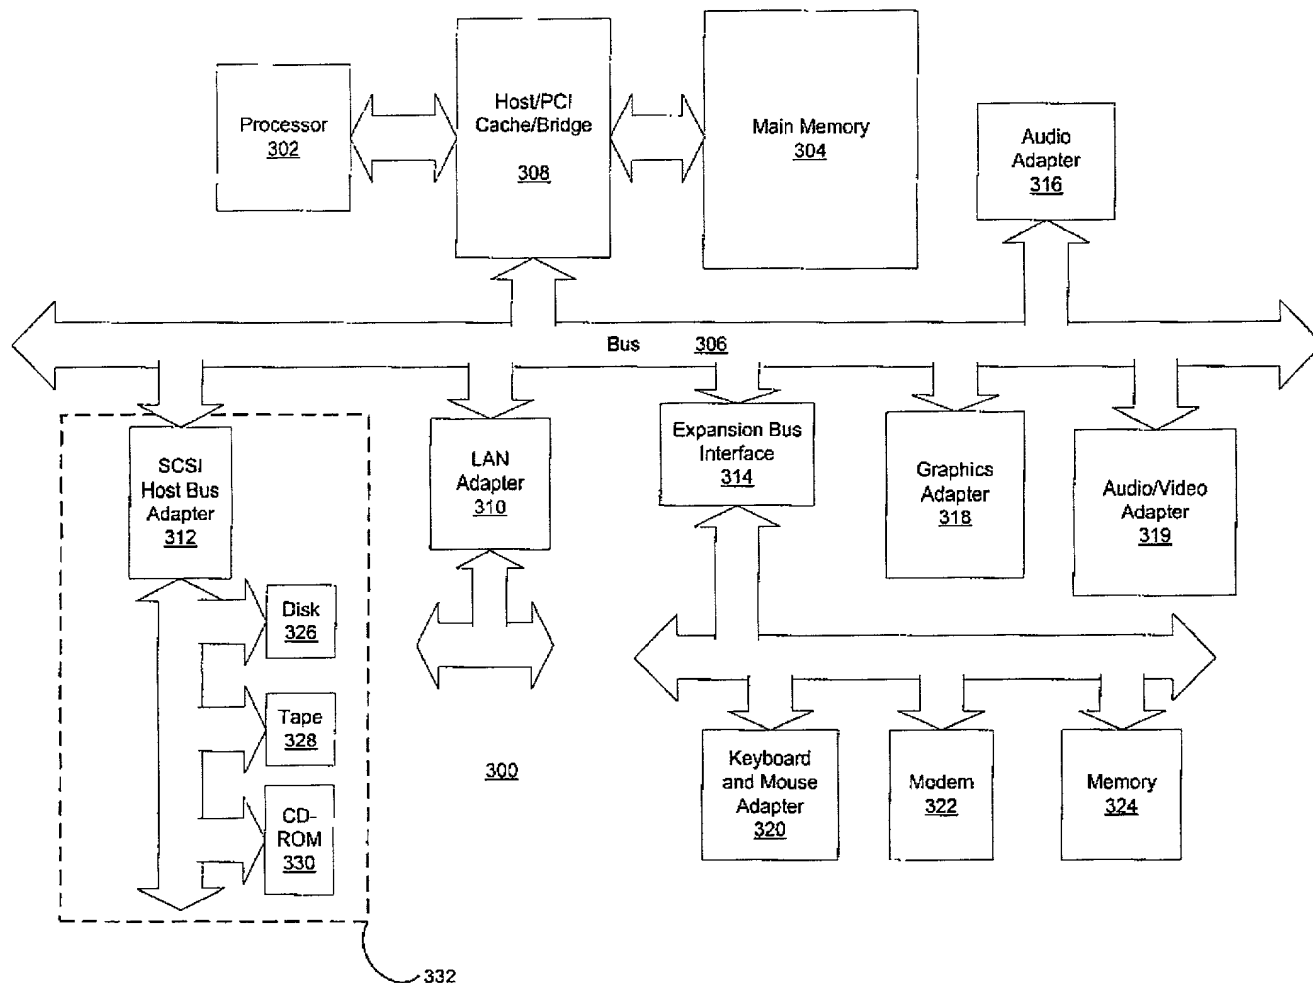 Processor
302
Host/PCI
Cache/Bridge
308
Main Memory
304
Audio
Adapter
316
Bus 306
SCSI
Host Bus
Adapter
312
LAN
Adapter
310
Expansion Bus
Interface
314
Graphics
Adapter
318
Audio/Video
Adapter
319
Disk
326
Tape
328
CD-
ROM
330
300
Keyboard
and Mouse
Adapter
320
Modem
322
Memory
324
332